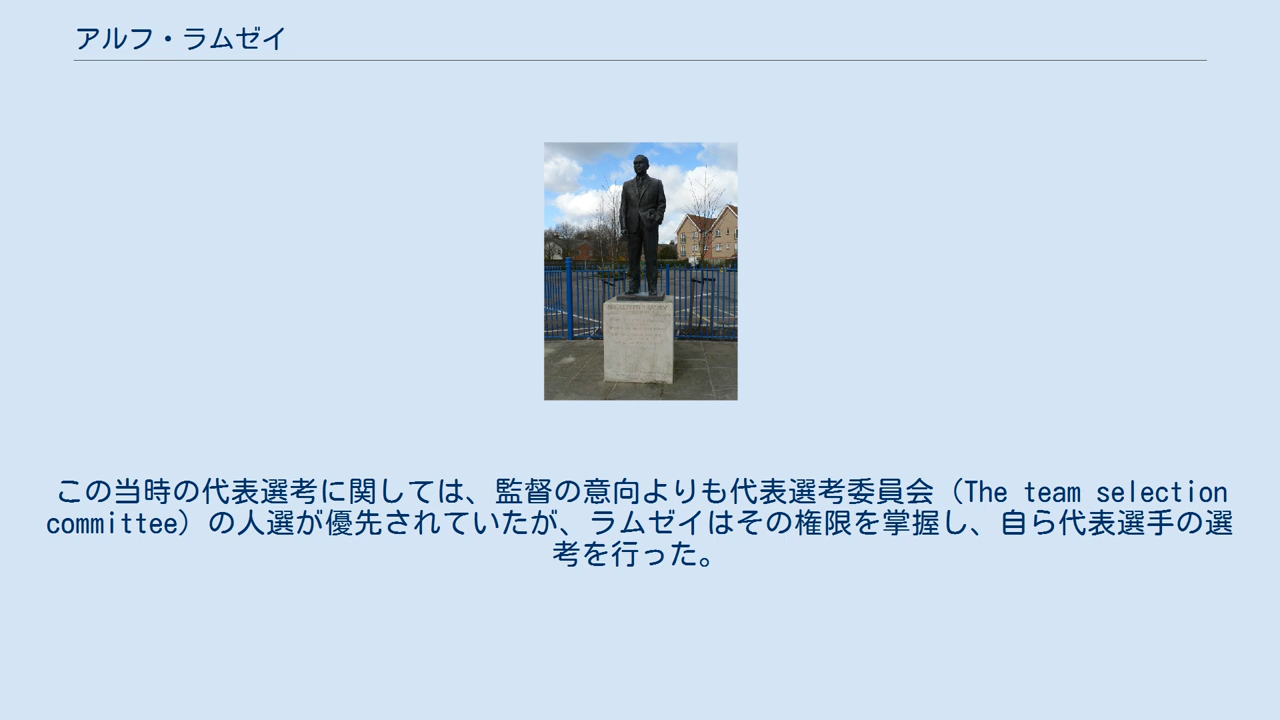 アルフ・ラムゼイ
この当時の代表選考に関しては、監督の意向よりも代表選考委員会（The team selection
committee）の人選が優先されていたが、ラムゼイはその権限を掌握し、自ら代表選手の選
考を行った。